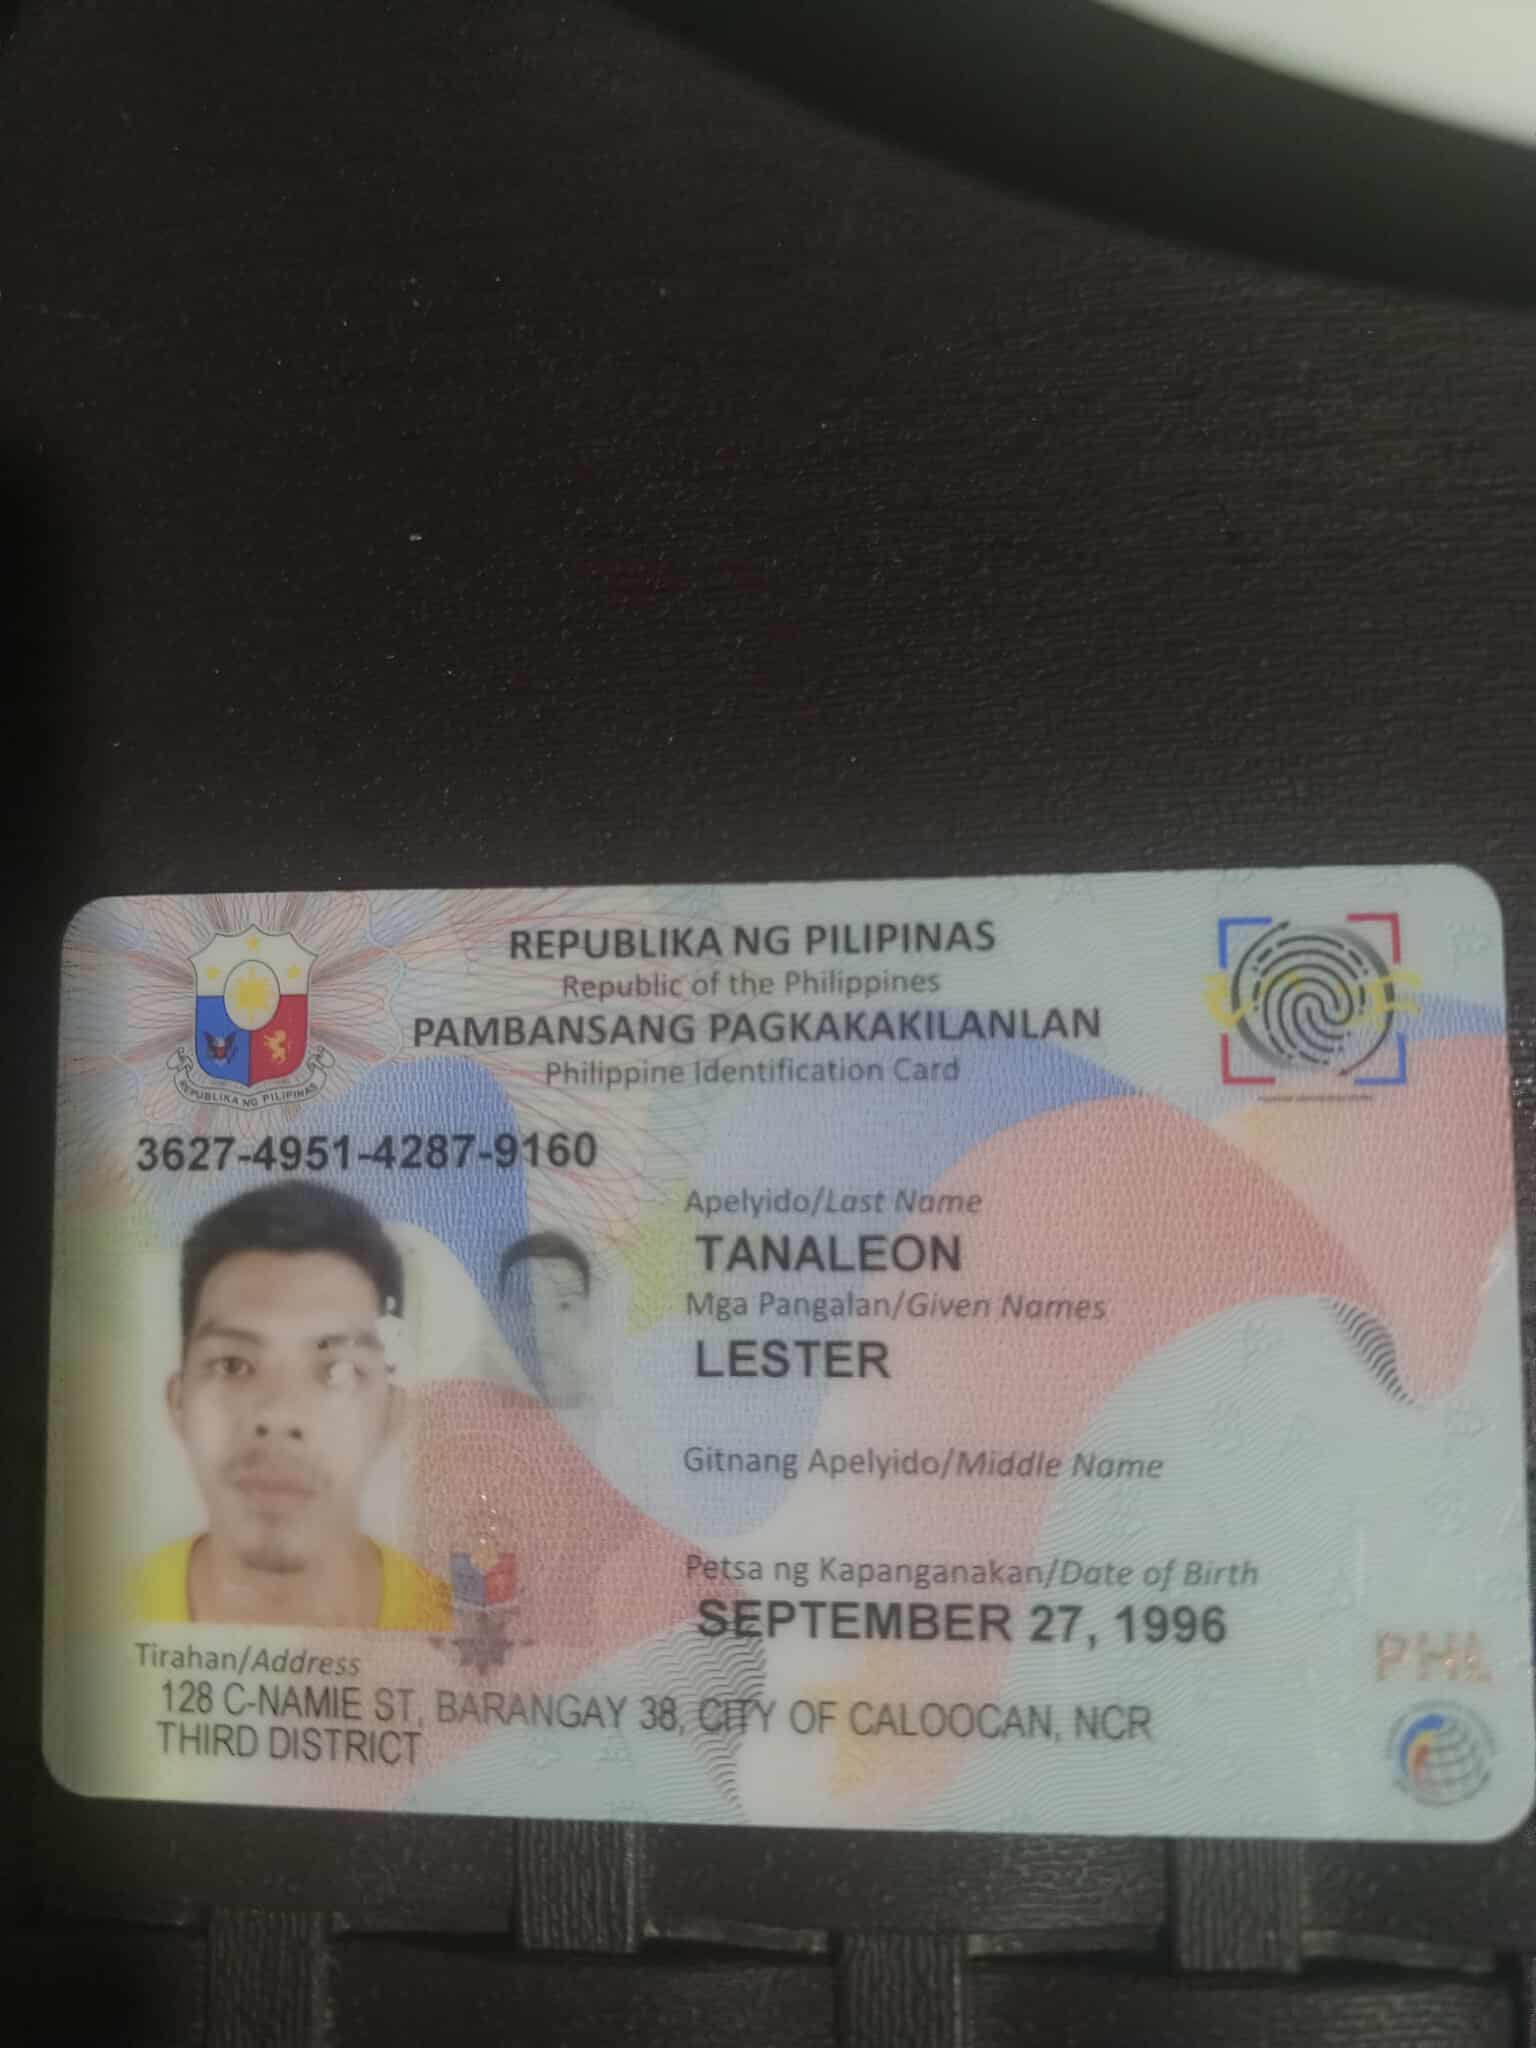 REPUBLIKA NG PILIPINAS
Republic of the Philippines
PAMBANSANG PAGKAKAKILANLAN
Philippine Identification Card
REPUBLIKA NG PILIPINAS
3627-4951-4287-9160
Apelyido/Last Name
TANALEON
Mga Pangalan/Given Names
LESTER
Gitnang Apelyido/Middle Name
Petsa ng Kapanganakan/Date of Birth
SEPTEMBER 27, 1996
Tirahan/Address
128 C-NAMIE ST, BARANGAY 38, CITY OF CALOOCAN, NCR
THIRD DISTRICT
PHL